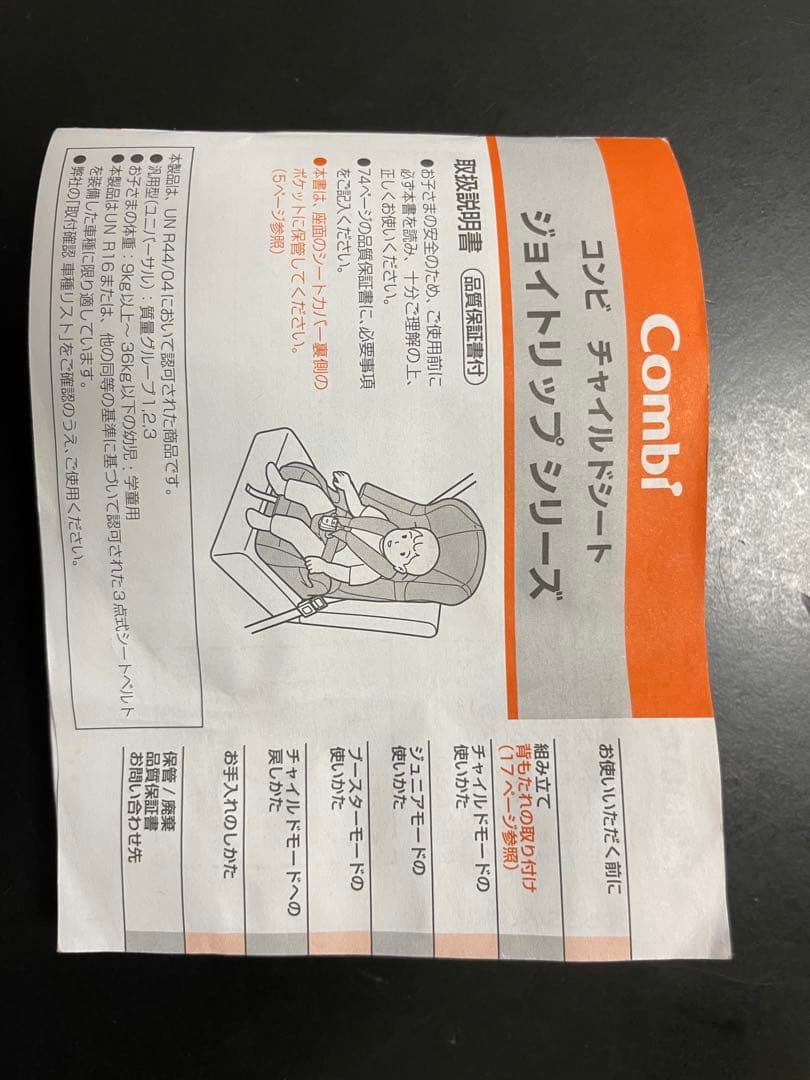 Combi
コンビ チャイルドシート
ジョイトリップ シリーズ
取扱説明書 品質保証書付
●お子さまの安全のため、ご使用前に
必ず本書を読み 十分ご理解の上、
正しくお使いください。
●74ページの品質保証書に、必要事項
をご記入ください。
●本書は、座面のシートカバー裏側の
ポケットに保管してください。
(5ページ参照)
本製品は、UN R44/04において認可された商品です。
●汎用型(ユニバーサル):質量グループ1,2,3
●お子さまの体重:9kg以上〜36kg以下の幼児:学童用
●本製品はUN R16または、他の同等の基準に基づいて認可された3点式シートベルト
を装備した車種に限り適しています。
●弊社の「取付確認 車種リスト」をご確認のうえ、ご使用ください。
お使いいただく前に
組み立て
背もたれの取り付け
(17ページ参照)
チャイルドモードの
使いかた
ジュニアモードの
使いかた
ブースターモードの
使いかた
チャイルドモードへの
戻しかた
お手入れのしかた
保管/廃棄
品質保証書
お問い合わせ先